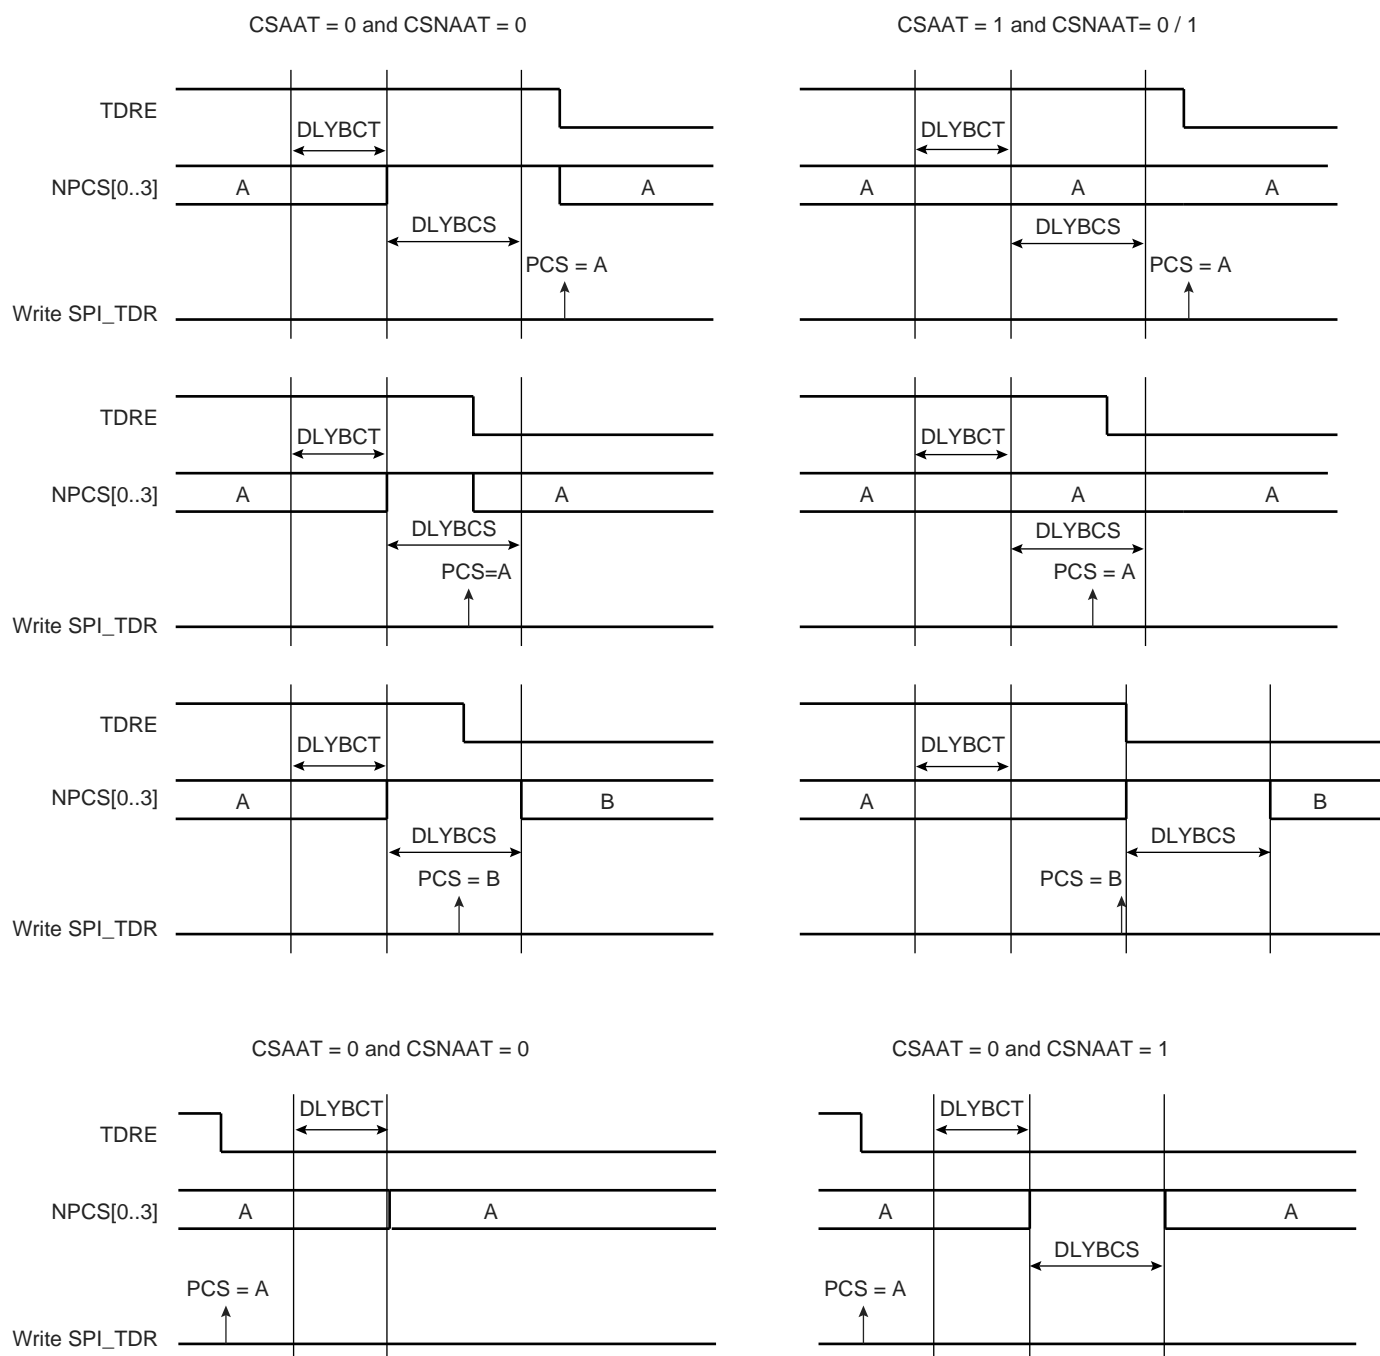 CSAAT = 0 and CSNAAT = 0
CSAAT = 1 and CSNAAT= 0 / 1
TDRE
DLYBCT
DLYBCT
NPCS[0..3]
A
A
A
A
A
DLYBCS
DLYBCS
PCS = A
PCS = A
Write SPI_TDR
TDRE
DLYBCT
DLYBCT
NPCS[0..3]
A
A
A
A
A
DLYBCS
DLYBCS
PCS=A
PCS = A
Write SPI_TDR
TDRE
DLYBCT
DLYBCT
NPCS[0..3]
A
B
A
B
DLYBCS
DLYBCS
PCS = B
PCS = B
Write SPI_TDR
CSAAT = 0 and CSNAAT = 0
CSAAT = 0 and CSNAAT = 1
DLYBCT
DLYBCT
TDRE
NPCS[0..3]
A
A
A
A
DLYBCS
PCS = A
PCS = A
Write SPI_TDR